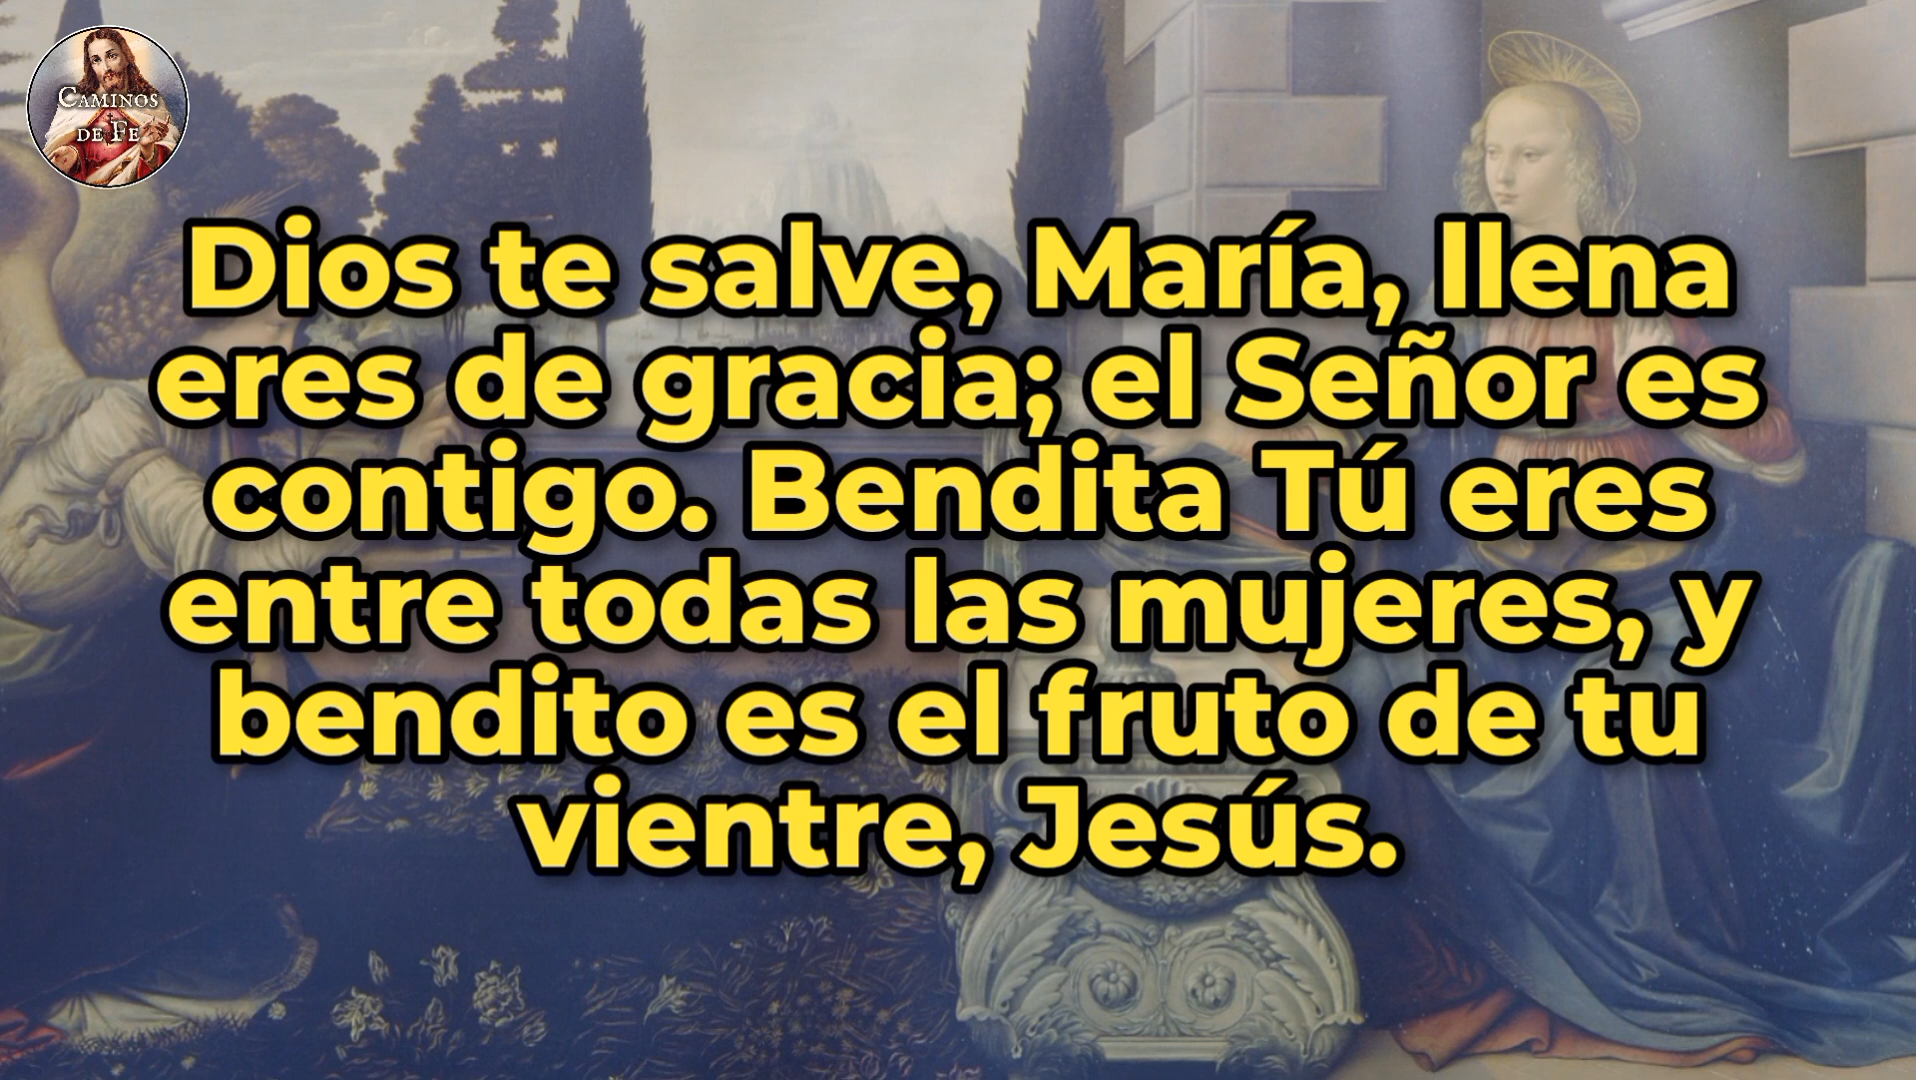 CAMINOS
DE FE
Dios te salve, María, llena
eres de gracia; el Señor es
contigo. Bendita Tú eres
entre todas las mujeres, y
bendito es el fruto de tu
vientre, Jesús.